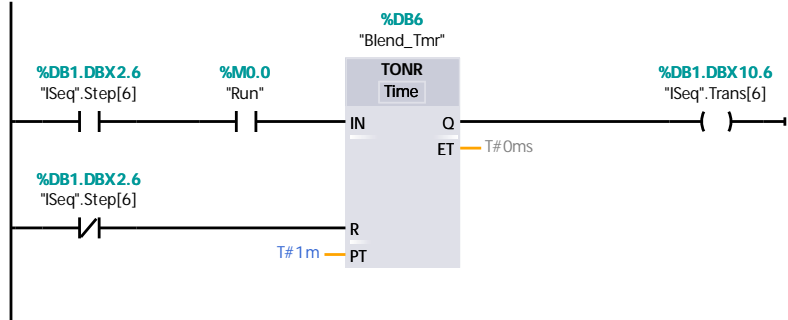 %DB6
"Blend_Tmr"
%DB1.DBX2.6 %M0.0 TONR %DB1.DBX10.6
"ISeq".Step[6] "Run" Time "ISeq".Trans[6]
IN Q
ET T#0ms
%DB1.DBX2.6
"ISeq".Step[6]
R
T#1m PT